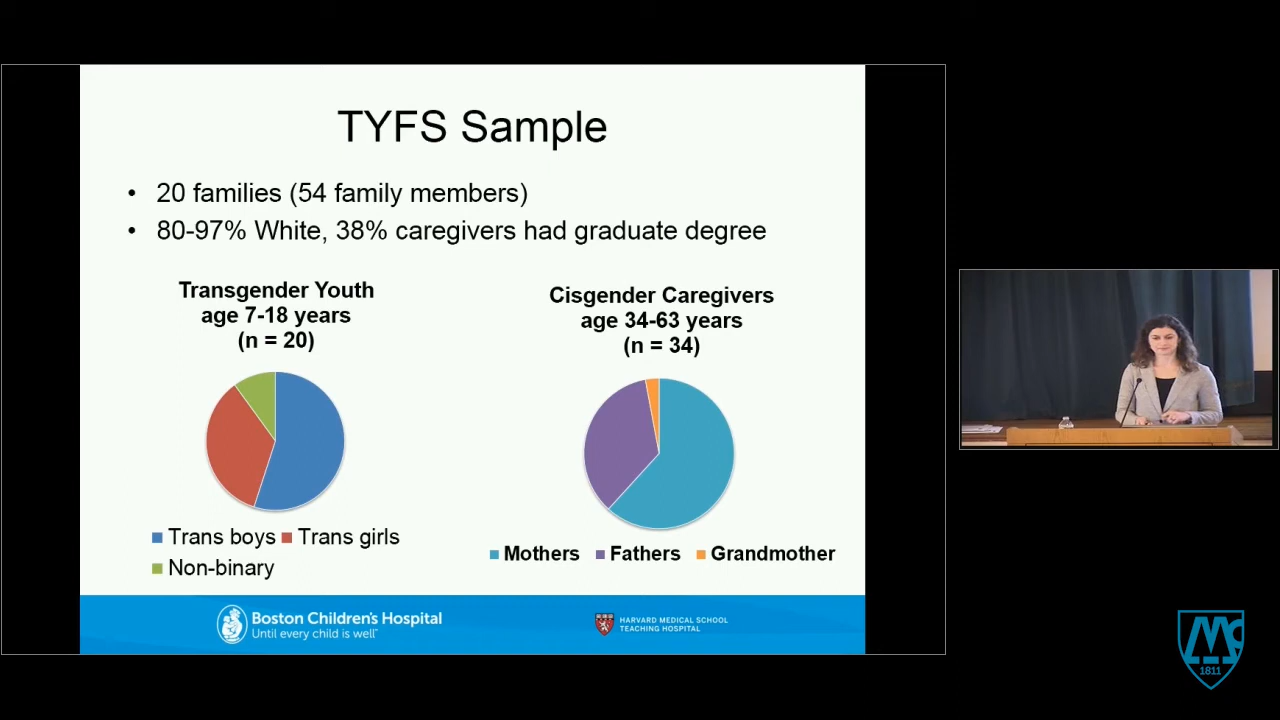 TYFS Sample
• 20 families (54 family members)
• 80-97% White, 38% caregivers had graduate degree
Transgender Youth
age 7-18 years
(n = 20)
Cisgender Caregivers
age 34-63 years
(n = 34)
Trans boys Trans girls
Non-binary
Mothers Fathers Grandmother
Boston Children's Hospital
Until every child is well™
HARVARD MEDICAL SCHOOL
TEACHING HOSPITAL
1811